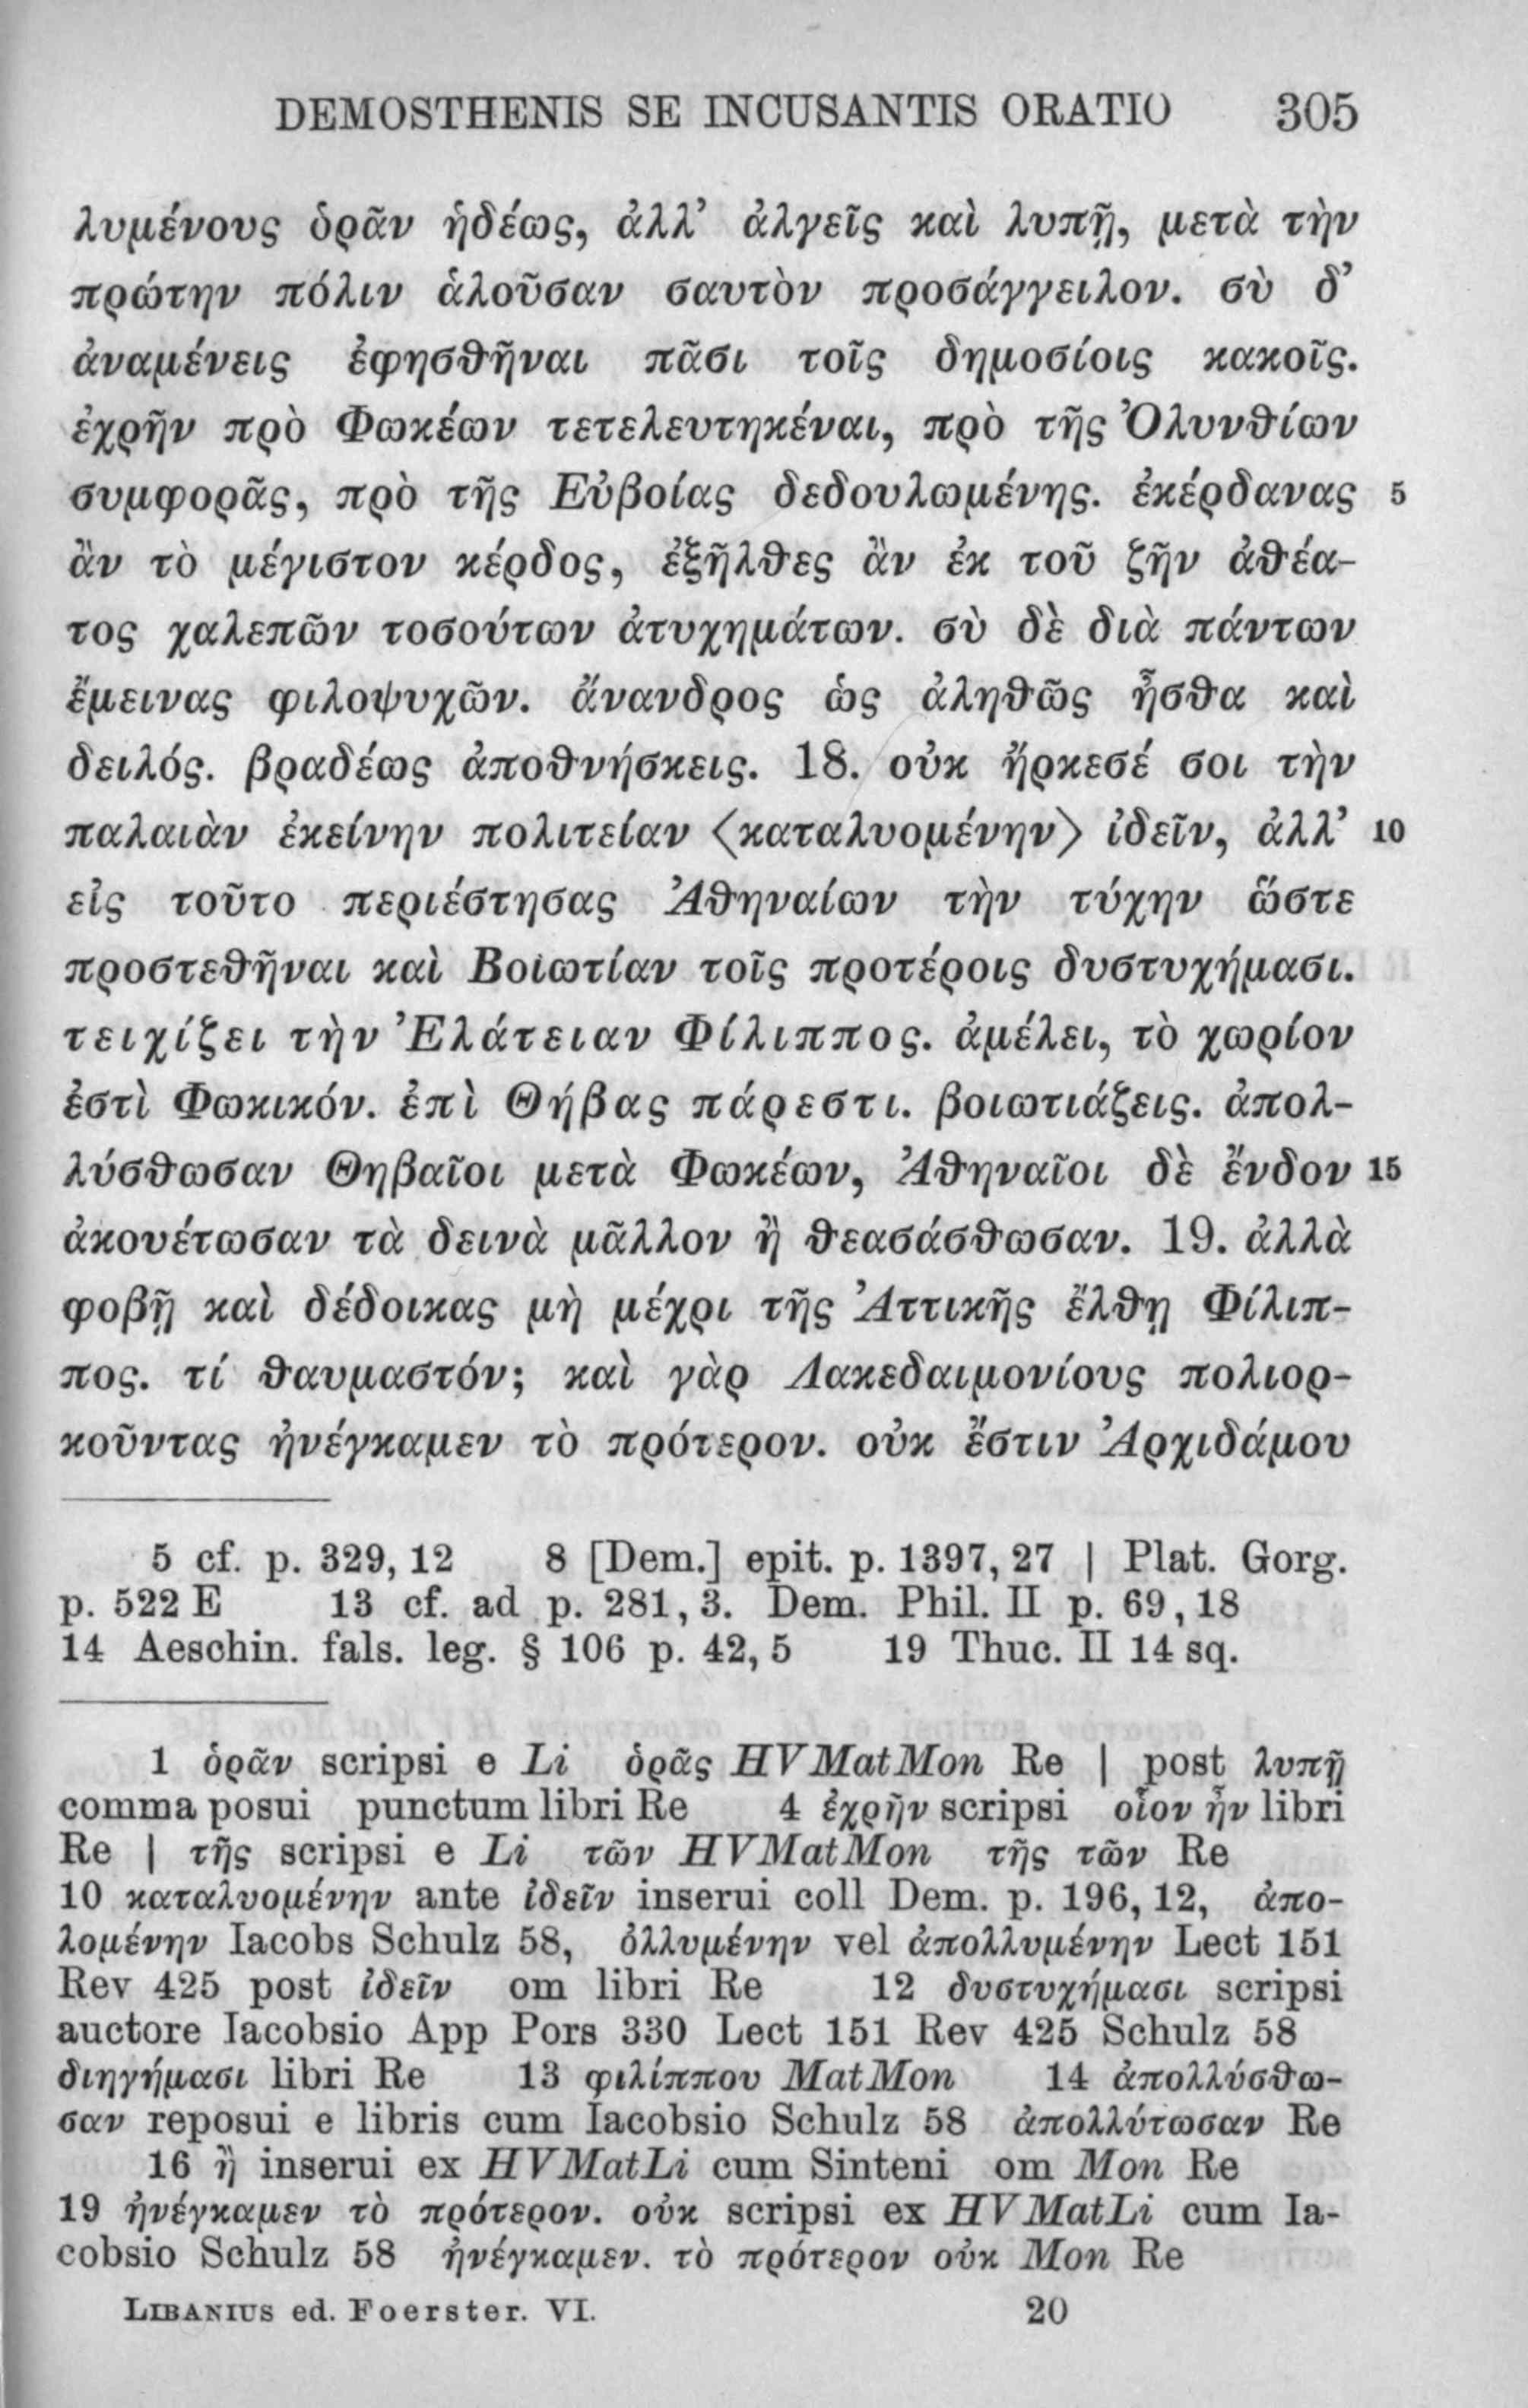 DEMOSTHENIS SE INCUSANTIS ORATIO 305
λυμένους ὁρᾶν ἡδέως, ἀλλ’ ἀλγεῖς καὶ λυπῇ, μετὰ τὴν
πρώτην πόλιν ἁλοῦσαν σαυτὸν προσάγγειλον. σὺ δ’
ἀναμένεις ἐφησθῆναι πᾶσι τοῖς δημοσίοις κακοῖς.
ἐχρῆν πρὸ Φωκέων τετελευτηκέναι, πρὸ τῆς Ὀλυνθίων
συμφορᾶς, πρὸ τῆς Εὐβοίας δεδουλωμένης. ἐκέρδανας 5
ἂν τὸ μέγιστον κέρδος, ἐξῆλθες ἂν ἐκ τοῦ ζῆν ἀθέα-
τος χαλεπῶν τοσούτων ἀτυχημάτων. σὺ δὲ διὰ πάντων
ἔμεινας φιλοψυχῶν. ἄνανδρος ὡς ἀληθῶς ἦσθα καὶ
δειλός. βραδέως ἀποθνήσκεις. 18. οὐκ ἤρκεσέ σοι τὴν
παλαιὰν ἐκείνην πολιτείαν ⟨καταλυομένην⟩ ἰδεῖν, ἀλλ’ 10
εἰς τοῦτο περιέστησας Ἀθηναίων τὴν τύχην ὥστε
προστεθῆναι καὶ Βοιωτίαν τοῖς προτέροις δυστυχήμασι.
τειχίζει τὴν Ἐλάτειαν Φίλιππος. ἀμέλει, τὸ χωρίον
ἐστὶ Φωκικόν. ἐπὶ Θήβας πάρεστι. βοιωτιάζεις. ἀπολ-
λύσθωσαν Θηβαῖοι μετὰ Φωκέων, Ἀθηναῖοι δὲ ἔνδον 15
ἀκουέτωσαν τὰ δεινὰ μᾶλλον ἢ θεασάσθωσαν. 19. ἀλλὰ
φοβῇ καὶ δέδοικας μὴ μέχρι τῆς Ἀττικῆς ἔλθῃ Φίλιπ-
πος. τί θαυμαστόν; καὶ γὰρ Λακεδαιμονίους πολιορ-
κοῦντας ἠνέγκαμεν τὸ πρότερον. οὐκ ἔστιν Ἀρχιδάμου
5 cf. p. 329, 12 8 [Dem.] epit. p. 1397, 27 | Plat. Gorg.
p. 522 E 13 cf. ad p. 281, 3. Dem. Phil. II p. 69, 18
14 Aeschin. fals. leg. § 106 p. 42, 5 19 Thuc. II 14 sq.
1 ὁρᾶν scripsi e Li ὁρᾷς HVMatMon Re | post λυπῇ
comma posui punctum libri Re 4 ἐχρῆν scripsi οἷον ἦν libri
Re | τῆς scripsi e Li τῶν HVMatMon τῆς τῶν Re
10 καταλυομένην ante ἰδεῖν inserui coll Dem. p. 196, 12, ἀπο-
λομένην Iacobs Schulz 58, ὀλλυμένην vel ἀπολλυμένην Lect 151
Rev 425 post ἰδεῖν om libri Re 12 δυστυχήμασι scripsi
auctore Iacobsio App Pors 330 Lect 151 Rev 425 Schulz 58
διηγήμασι libri Re 13 φιλίππου MatMon 14 ἀπολλύσθω-
σαν reposui e libris cum Iacobsio Schulz 58 ἀπολλύτωσαν Re
16 ἢ inserui ex HVMatLi cum Sinteni om Mon Re
19 ἠνέγκαμεν τὸ πρότερον. οὐκ scripsi ex HVMatLi cum Ia-
cobsio Schulz 58 ἠνέγκαμεν. τὸ πρότερον οὐκ Mon Re
LIBANIUS ed. Foerster. VI. 20